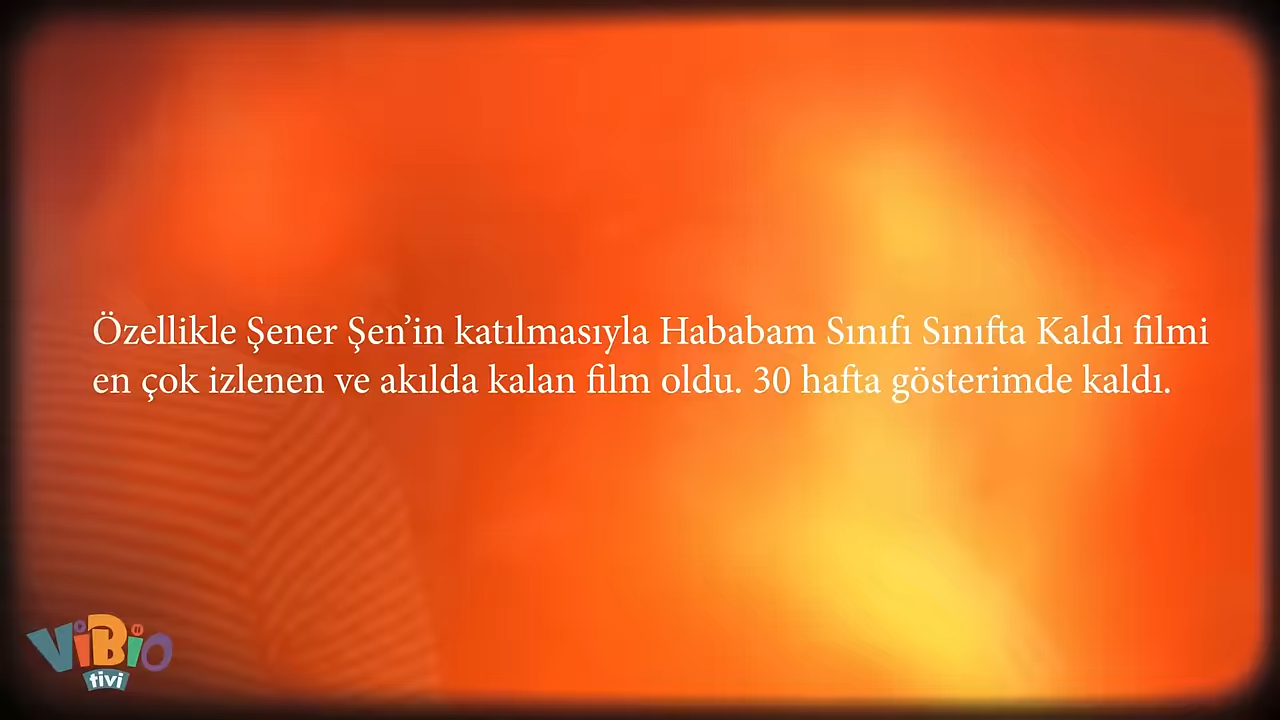 Özellikle Şener Şen’in katılmasıyla Hababam Sınıfı Sınıfta Kaldı filmi
en çok izlenen ve akılda kalan film oldu. 30 hafta gösterimde kaldı.
ViBiO
tivi